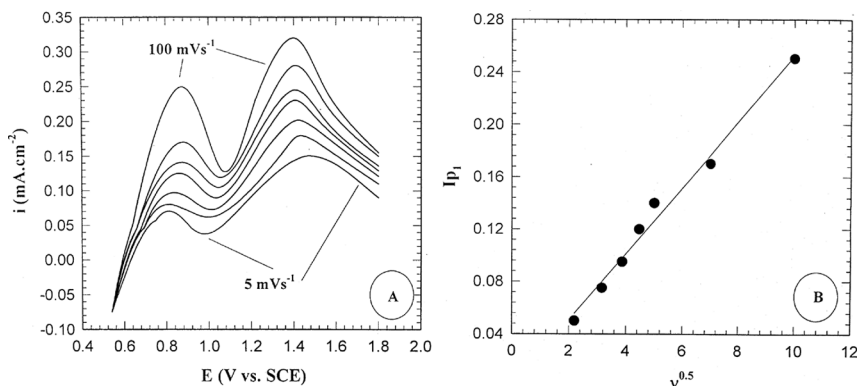 0.35
0.30
0.25
0.20
0.15
0.10
0.05
0.00
-0.05
-0.10
i (mA.cm-2)
100 mVs-1
5 mVs-1
A
0.4 0.6 0.8 1.0 1.2 1.4 1.6 1.8 2.0
E (V vs. SCE)
0.28
0.24
0.20
0.16
0.12
0.08
0.04
Ip1
B
0 2 4 6 8 10 12
ν0.5